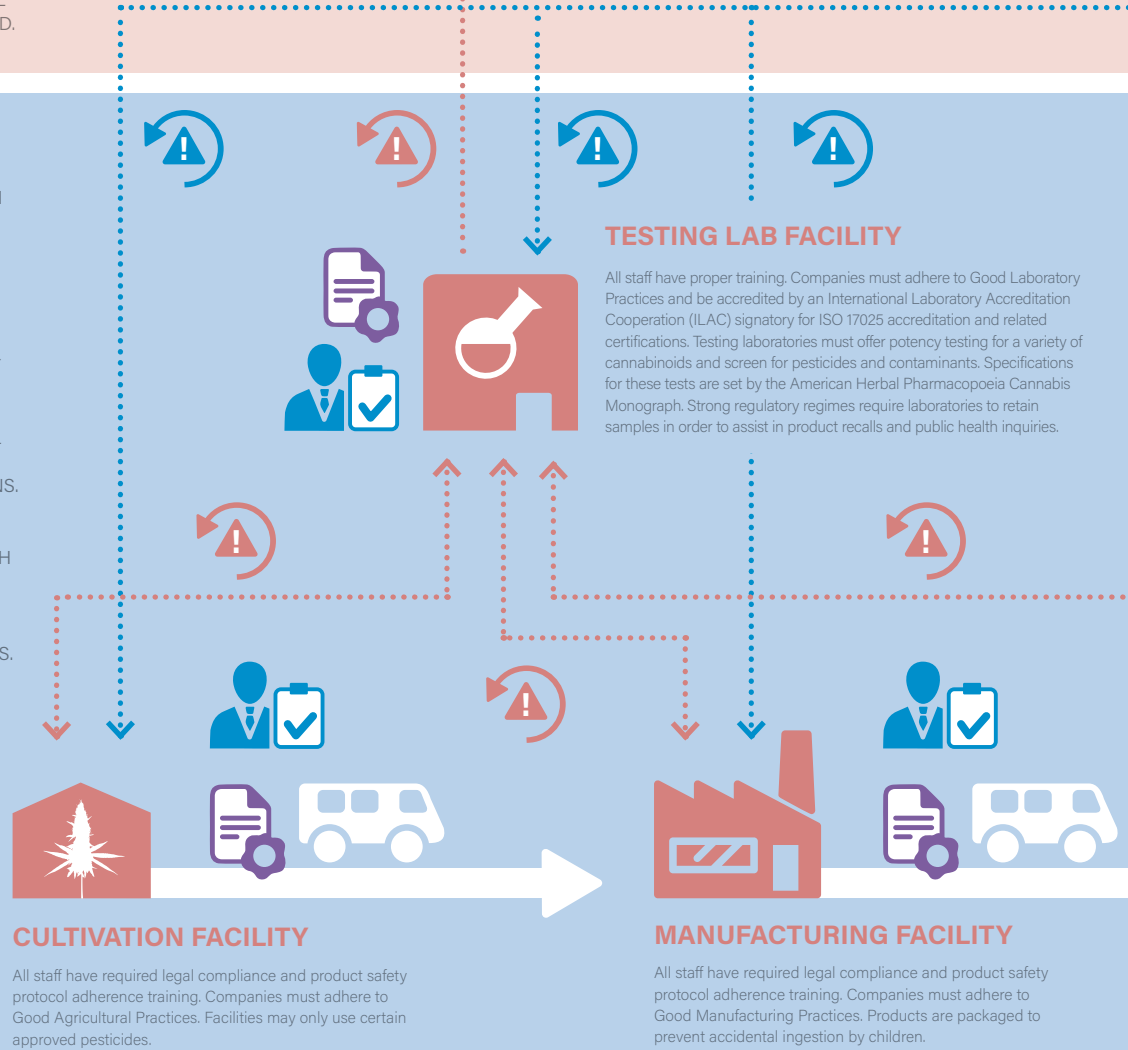 D.
NS.
H
S.
TESTING LAB FACILITY
All staff have proper training. Companies must adhere to Good Laboratory
Practices and be accredited by an International Laboratory Accreditation
Cooperation (ILAC) signatory for ISO 17025 accreditation and related
certifications. Testing laboratories must offer potency testing for a variety of
cannabinoids and screen for pesticides and contaminants. Specifications
for these tests are set by the American Herbal Pharmacopoeia Cannabis
Monograph. Strong regulatory regimes require laboratories to retain
samples in order to assist in product recalls and public health inquiries.
CULTIVATION FACILITY
All staff have required legal compliance and product safety
protocol adherence training. Companies must adhere to
Good Agricultural Practices. Facilities may only use certain
approved pesticides.
MANUFACTURING FACILITY
All staff have required legal compliance and product safety
protocol adherence training. Companies must adhere to
Good Manufacturing Practices. Products are packaged to
prevent accidental ingestion by children.